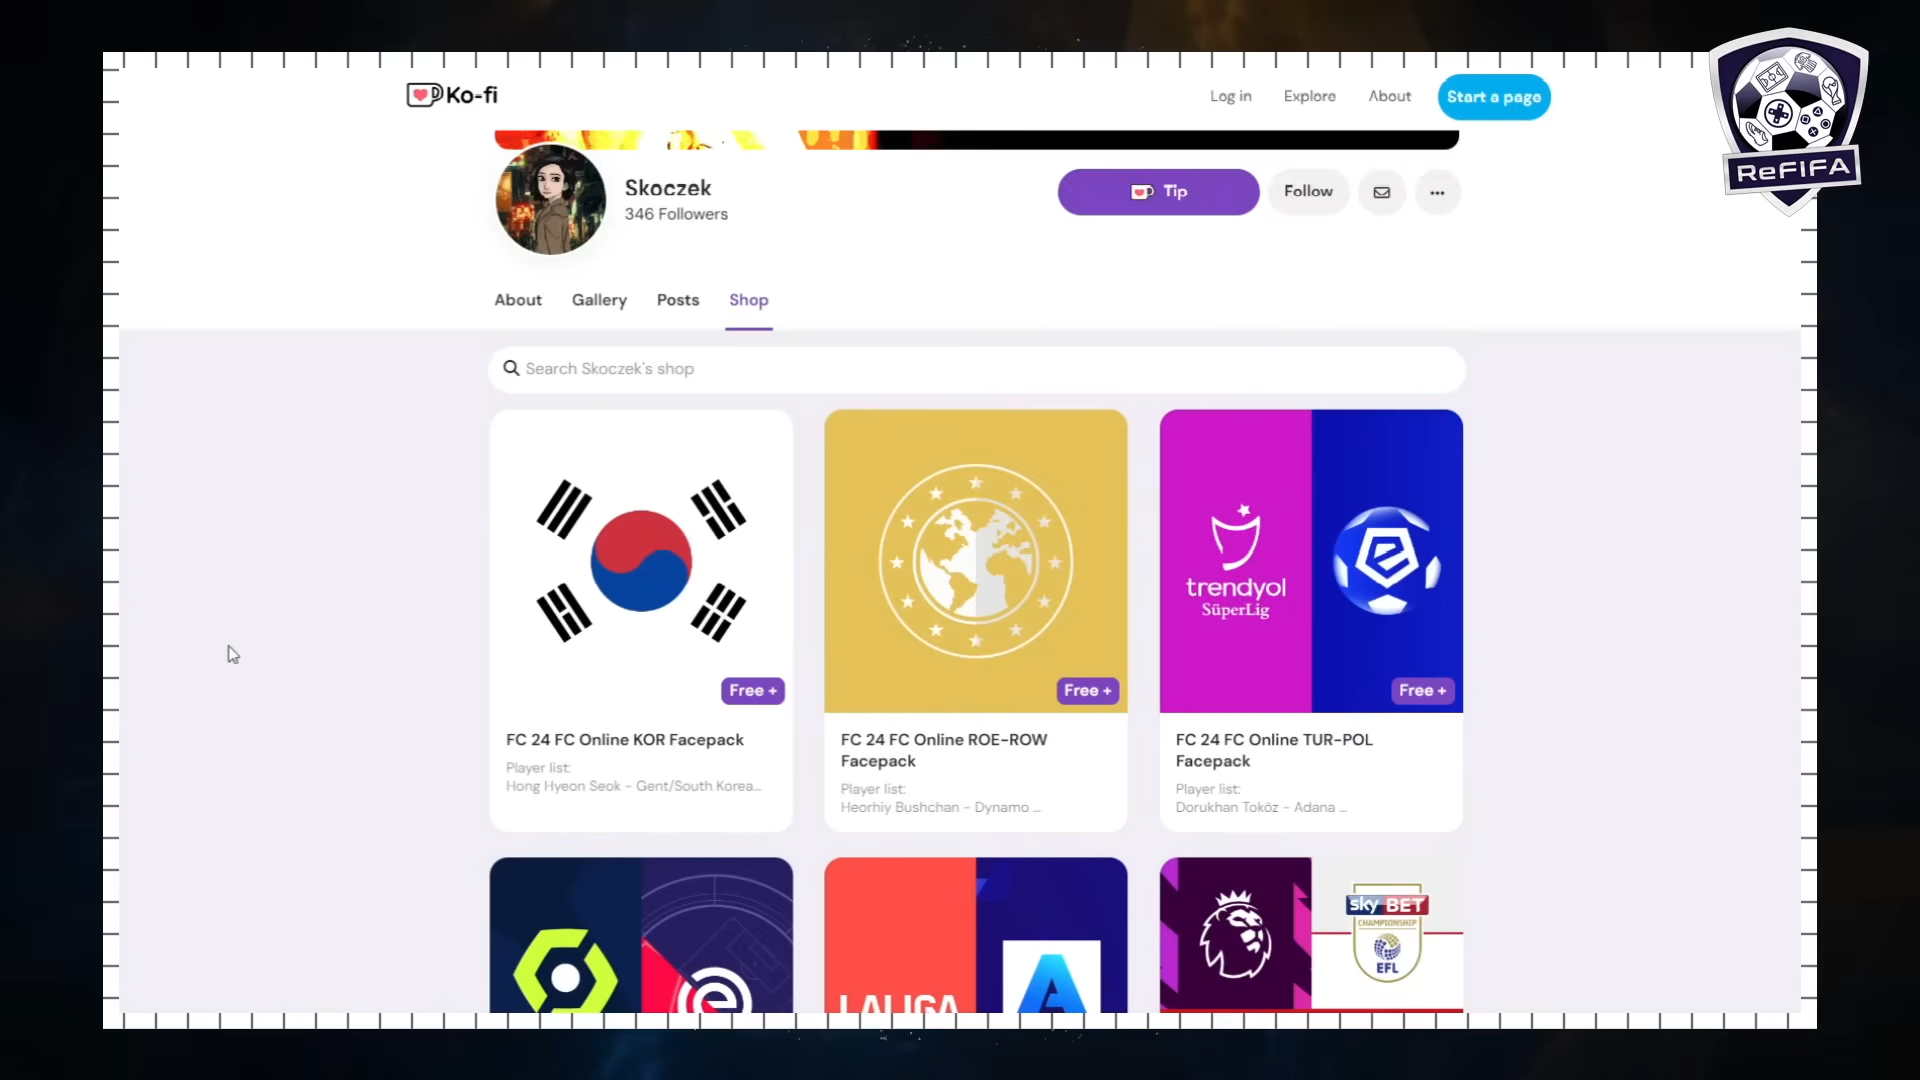 Ko-fi
Log in
Explore
About
Start a page
ReFIFA
Skoczek
346 Followers
Tip
Follow
About
Gallery
Posts
Shop
Search Skoczek's shop
trendyol
SüperLig
Free +
Free +
Free +
FC 24 FC Online KOR Facepack
Player list:
Hong Hyeon Seok - Gent/South Korea...
FC 24 FC Online ROE-ROW
Facepack
Player list:
Heorhiy Bushchan - Dynamo ...
FC 24 FC Online TUR-POL
Facepack
Player list:
Dorukhan Toköz - Adana ...
LALIGA
sky BET
CHAMPIONSHIP
EFL